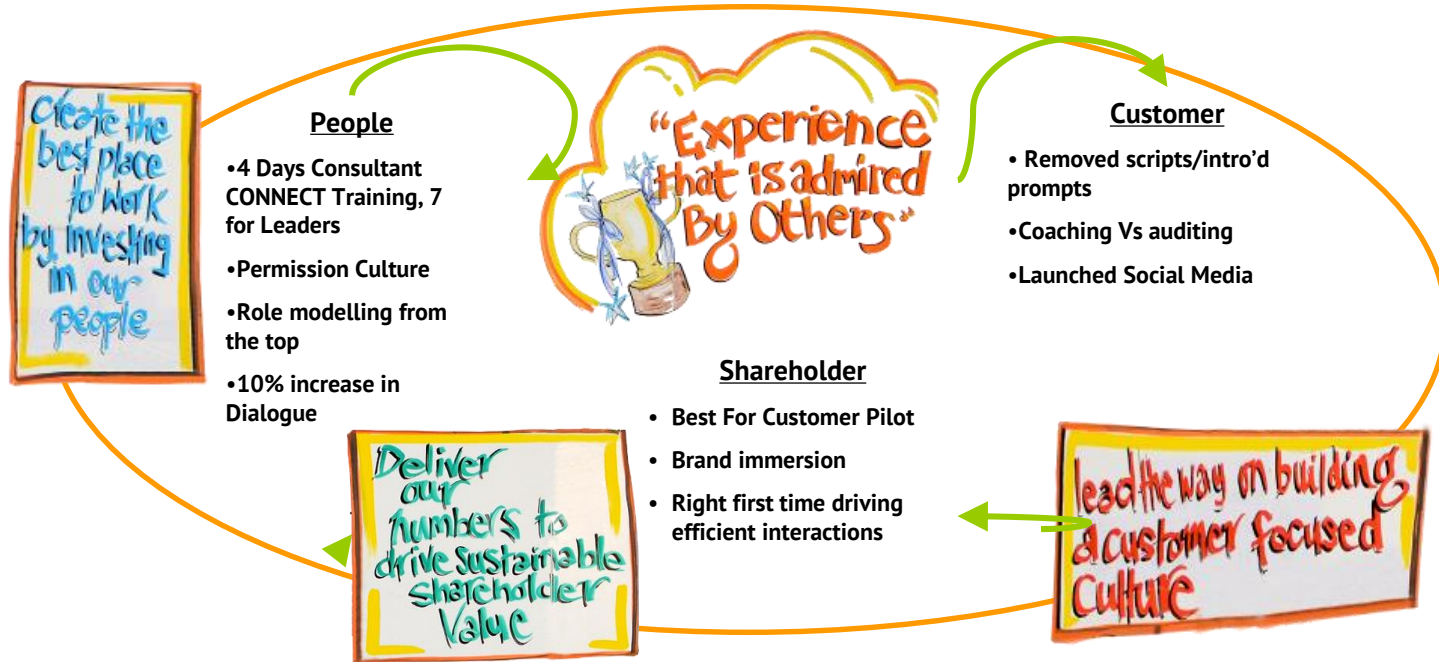 Create the
best place
to work
by investing
in our
people
People
•4 Days Consultant
CONNECT Training, 7
for Leaders
•Permission Culture
•Role modelling from
the top
•10% increase in
Dialogue
"Experience
that is admired
By Others"
Customer
• Removed scripts/intro'd
prompts
•Coaching Vs auditing
•Launched Social Media
Shareholder
• Best For Customer Pilot
• Brand immersion
• Right first time driving
efficient interactions
Deliver
our
numbers to
drive sustainable
shareholder
Value
lead the way on building
a customer focused
Culture